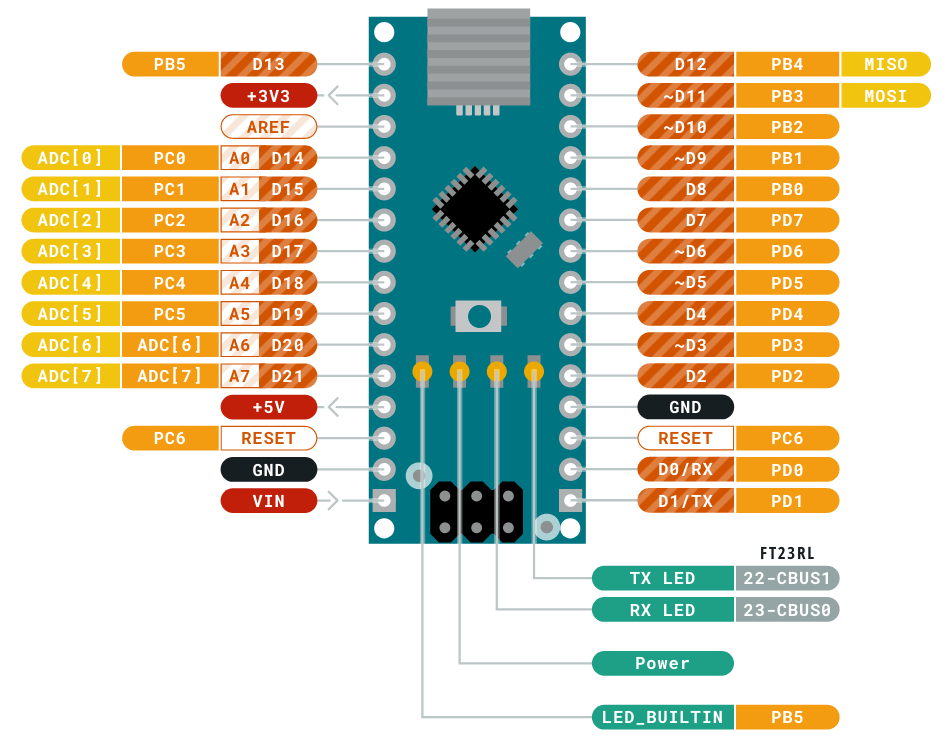 PB5 D13 D12 PB4 MISO
+3V3 ~D11 PB3 MOSI
AREF ~D10 PB2
ADC[0] PC0 A0 D14 ~D9 PB1
ADC[1] PC1 A1 D15 D8 PB0
ADC[2] PC2 A2 D16 D7 PD7
ADC[3] PC3 A3 D17 ~D6 PD6
ADC[4] PC4 A4 D18 ~D5 PD5
ADC[5] PC5 A5 D19 D4 PD4
ADC[6] ADC[6] A6 D20 ~D3 PD3
ADC[7] ADC[7] A7 D21 D2 PD2
+5V GND
PC6 RESET RESET PC6
GND D0/RX PD0
VIN D1/TX PD1
FT23RL
TX LED 22-CBUS1
RX LED 23-CBUS0
Power
LED_BUILTIN PB5